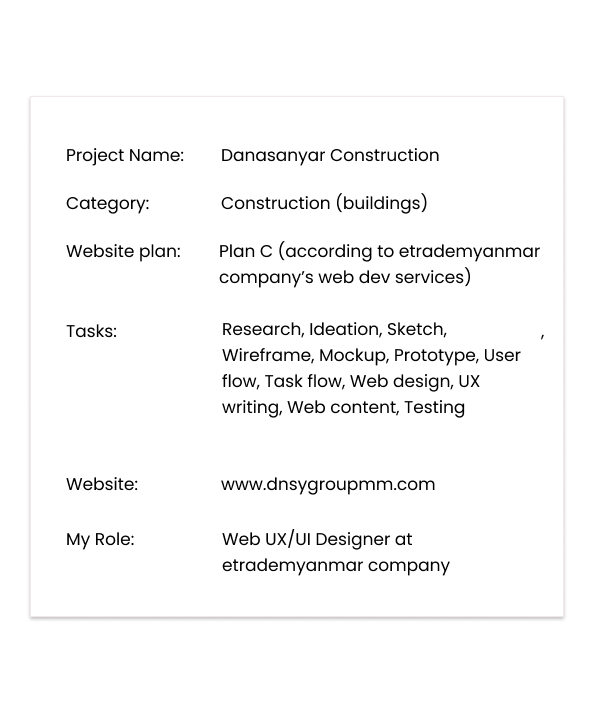 Project Name: Danasanyar Construction
Category: Construction (buildings)
Website plan: Plan C (according to etrademyanmar
company’s web dev services)
Tasks: Research, Ideation, Sketch, ,
Wireframe, Mockup, Prototype, User
flow, Task flow, Web design, UX
writing, Web content, Testing
Website: www.dnsygroupmm.com
My Role: Web UX/UI Designer at
etrademyanmar company